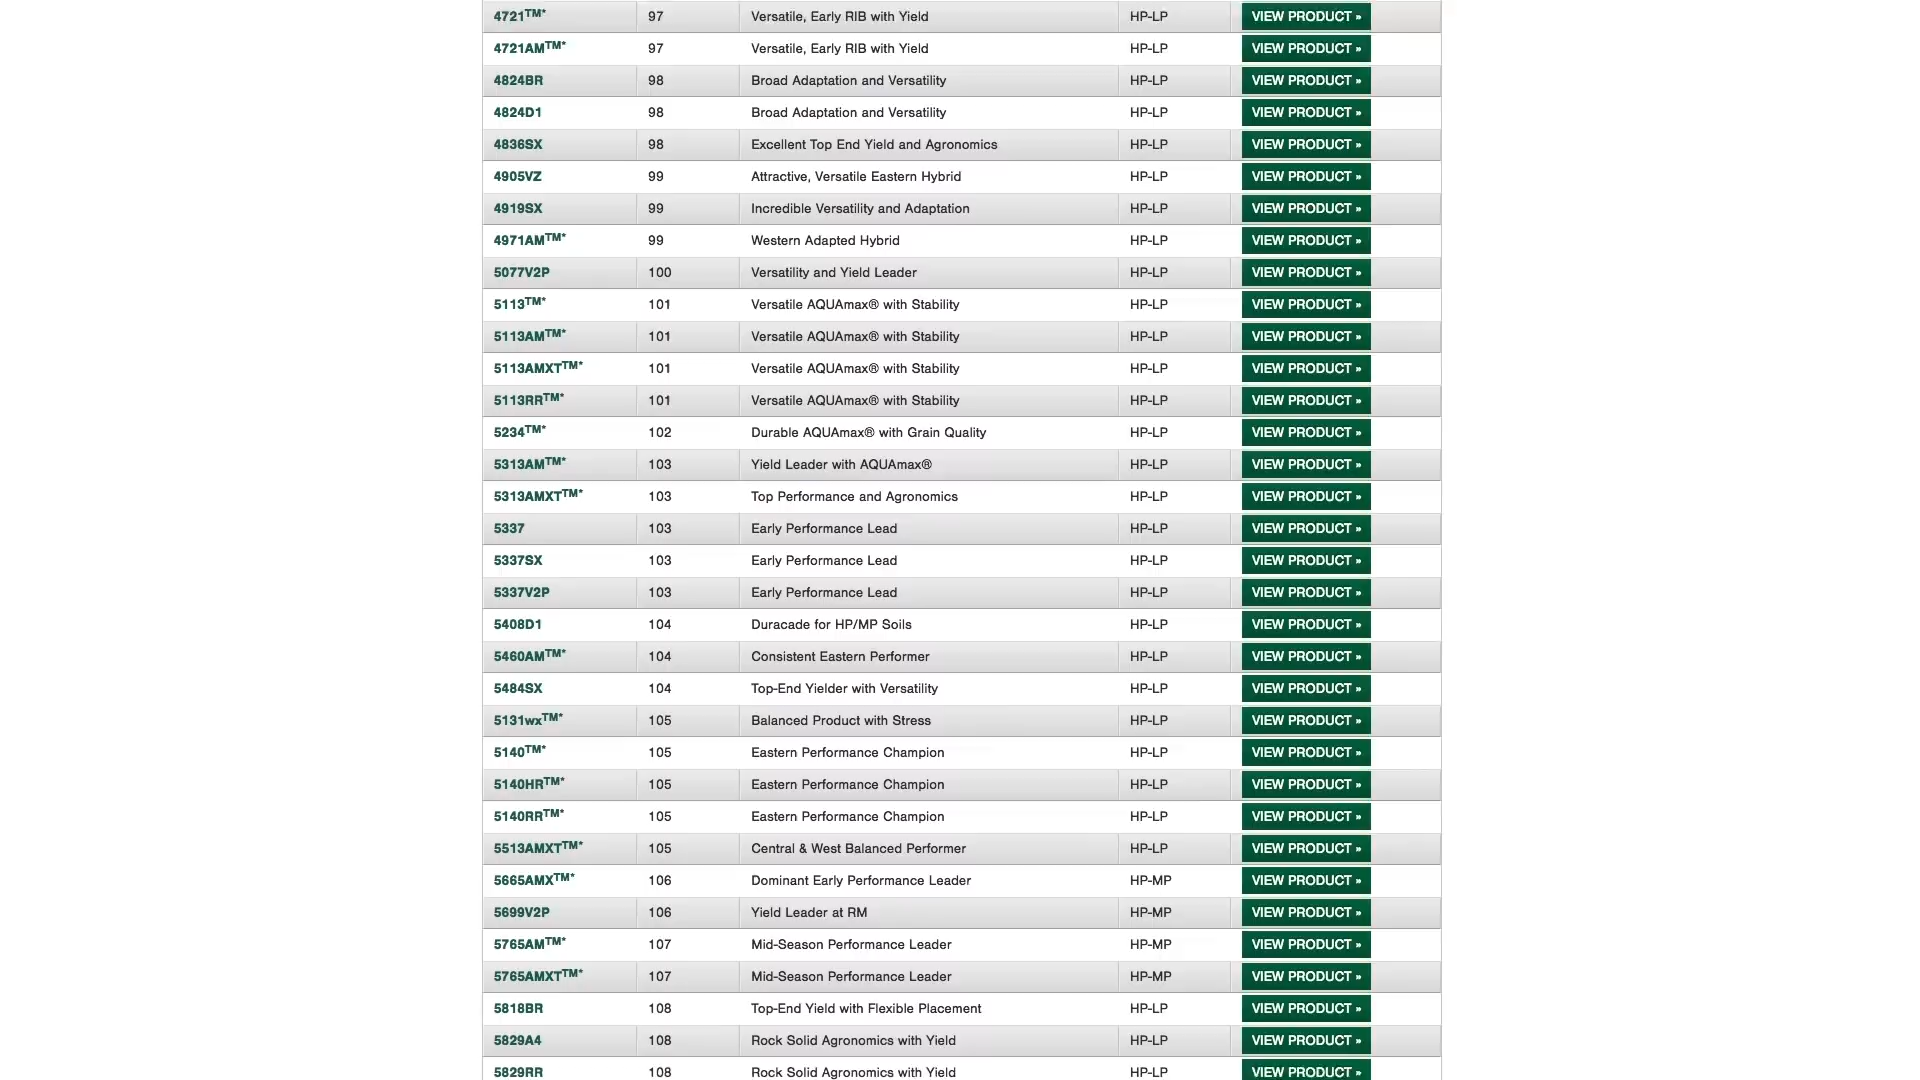 4721TM* 97 Versatile, Early RIB with Yield HP-LP VIEW PRODUCT »
4721AMTM* 97 Versatile, Early RIB with Yield HP-LP VIEW PRODUCT »
4824BR 98 Broad Adaptation and Versatility HP-LP VIEW PRODUCT »
4824D1 98 Broad Adaptation and Versatility HP-LP VIEW PRODUCT »
4836SX 98 Excellent Top End Yield and Agronomics HP-LP VIEW PRODUCT »
4905VZ 99 Attractive, Versatile Eastern Hybrid HP-LP VIEW PRODUCT »
4919SX 99 Incredible Versatility and Adaptation HP-LP VIEW PRODUCT »
4971AMTM* 99 Western Adapted Hybrid HP-LP VIEW PRODUCT »
5077V2P 100 Versatility and Yield Leader HP-LP VIEW PRODUCT »
5113TM* 101 Versatile AQUAmax® with Stability HP-LP VIEW PRODUCT »
5113AMTM* 101 Versatile AQUAmax® with Stability HP-LP VIEW PRODUCT »
5113AMXTTM* 101 Versatile AQUAmax® with Stability HP-LP VIEW PRODUCT »
5113RRTM* 101 Versatile AQUAmax® with Stability HP-LP VIEW PRODUCT »
5234TM* 102 Durable AQUAmax® with Grain Quality HP-LP VIEW PRODUCT »
5313AMTM* 103 Yield Leader with AQUAmax® HP-LP VIEW PRODUCT »
5313AMXTTM* 103 Top Performance and Agronomics HP-LP VIEW PRODUCT »
5337 103 Early Performance Lead HP-LP VIEW PRODUCT »
5337SX 103 Early Performance Lead HP-LP VIEW PRODUCT »
5337V2P 103 Early Performance Lead HP-LP VIEW PRODUCT »
5408D1 104 Duracade for HP/MP Soils HP-LP VIEW PRODUCT »
5460AMTM* 104 Consistent Eastern Performer HP-LP VIEW PRODUCT »
5484SX 104 Top-End Yielder with Versatility HP-LP VIEW PRODUCT »
5131wxTM* 105 Balanced Product with Stress HP-LP VIEW PRODUCT »
5140TM* 105 Eastern Performance Champion HP-LP VIEW PRODUCT »
5140HRTM* 105 Eastern Performance Champion HP-LP VIEW PRODUCT »
5140RRTM* 105 Eastern Performance Champion HP-LP VIEW PRODUCT »
5513AMXTTM* 105 Central & West Balanced Performer HP-LP VIEW PRODUCT »
5665AMXTM* 106 Dominant Early Performance Leader HP-MP VIEW PRODUCT »
5699V2P 106 Yield Leader at RM HP-MP VIEW PRODUCT »
5765AMTM* 107 Mid-Season Performance Leader HP-MP VIEW PRODUCT »
5765AMXTTM* 107 Mid-Season Performance Leader HP-MP VIEW PRODUCT »
5818BR 108 Top-End Yield with Flexible Placement HP-LP VIEW PRODUCT »
5829A4 108 Rock Solid Agronomics with Yield HP-LP VIEW PRODUCT »
5829RR 108 Rock Solid Agronomics with Yield HP-LP VIEW PRODUCT »